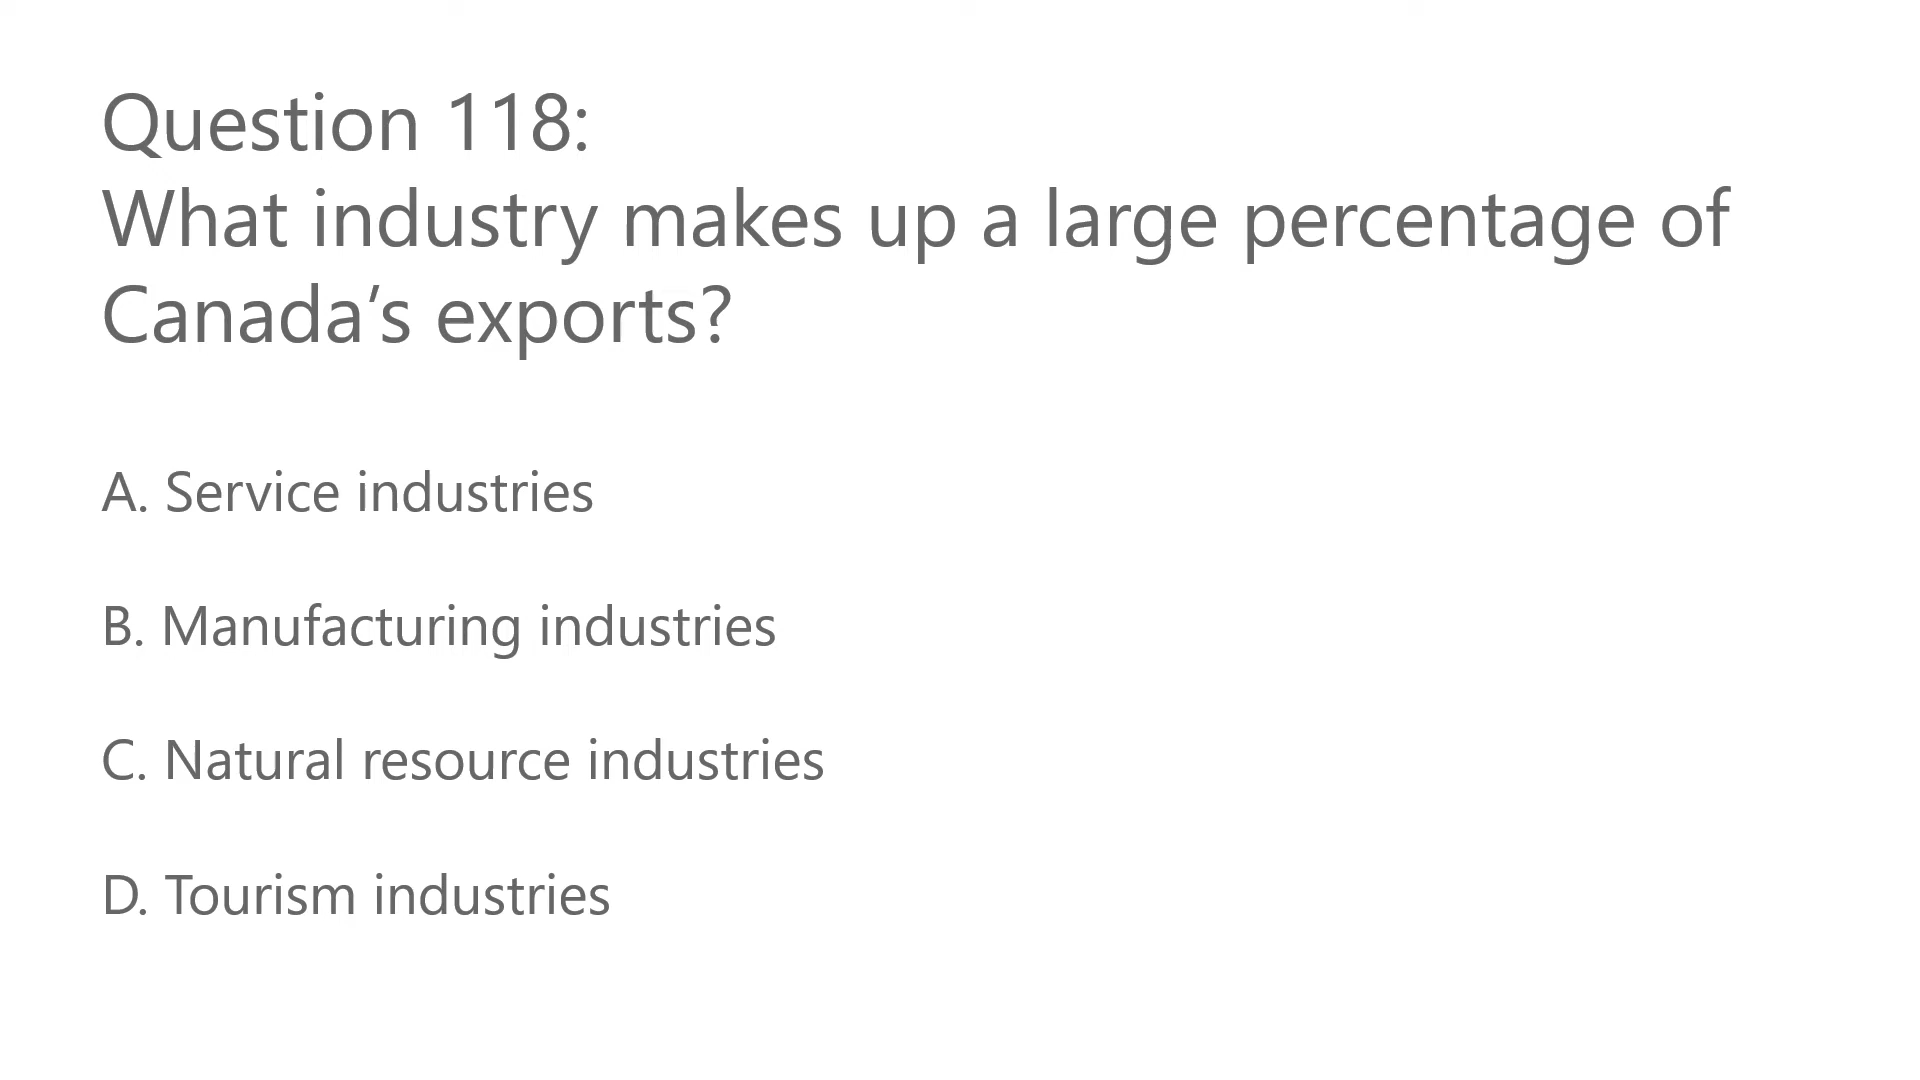 Question 118:
What industry makes up a large percentage of
Canada’s exports?
A. Service industries
B. Manufacturing industries
C. Natural resource industries
D. Tourism industries